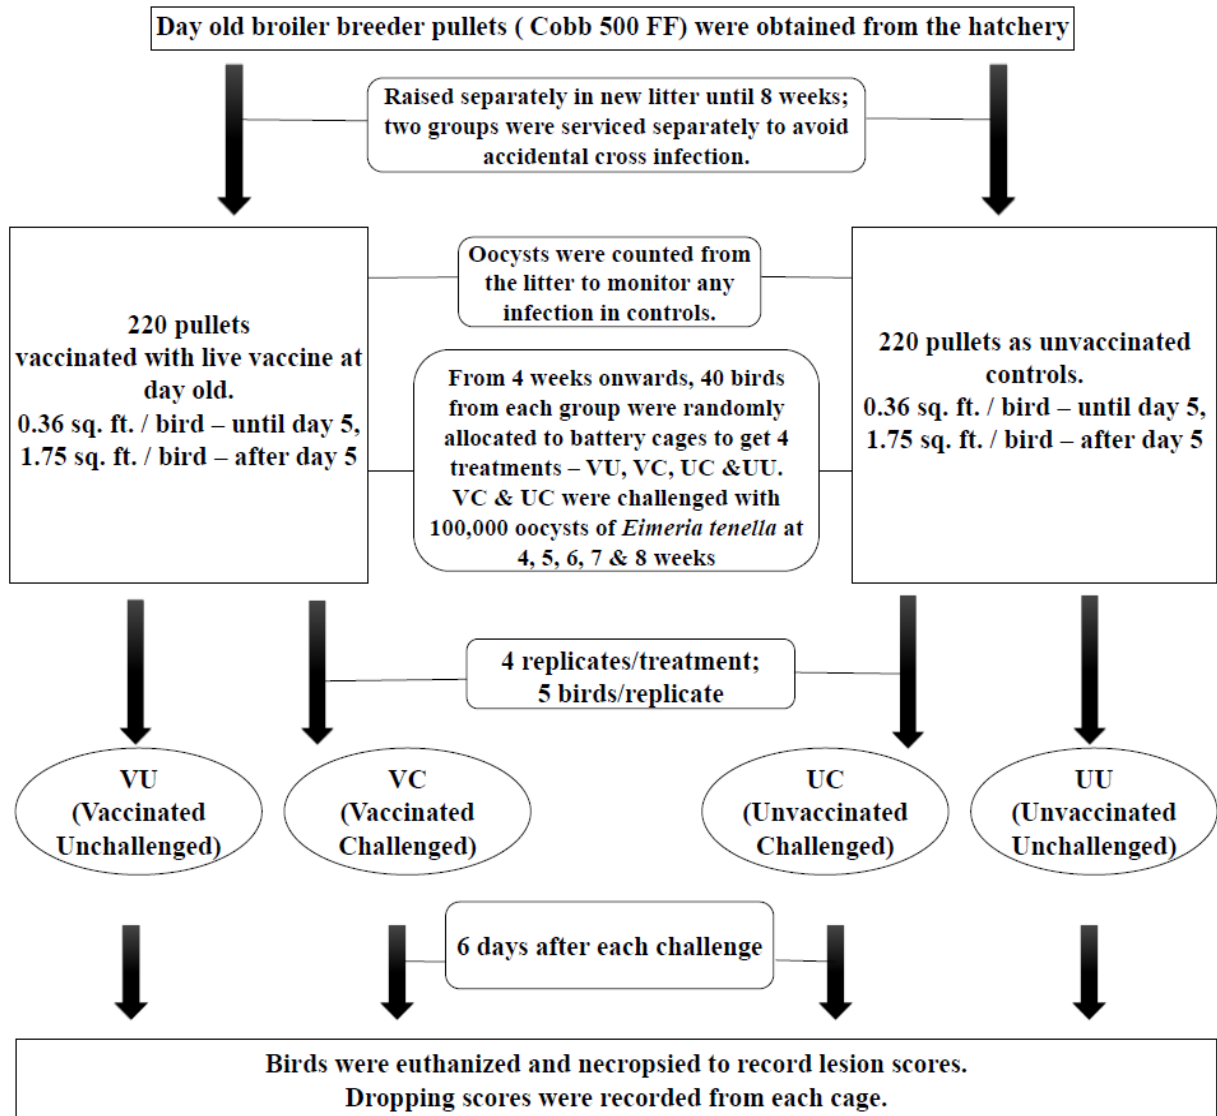 Day old broiler breeder pullets ( Cobb 500 FF) were obtained from the hatchery
Raised separately in new litter until 8 weeks;
two groups were serviced separately to avoid
accidental cross infection.
220 pullets
vaccinated with live vaccine at
day old.
0.36 sq. ft. / bird – until day 5,
1.75 sq. ft. / bird – after day 5
Oocysts were counted from
the litter to monitor any
infection in controls.
220 pullets as unvaccinated
controls.
0.36 sq. ft. / bird – until day 5,
1.75 sq. ft. / bird – after day 5
From 4 weeks onwards, 40 birds
from each group were randomly
allocated to battery cages to get 4
treatments – VU, VC, UC &UU.
VC & UC were challenged with
100,000 oocysts of Eimeria tenella at
4, 5, 6, 7 & 8 weeks
4 replicates/treatment;
5 birds/replicate
VU
(Vaccinated
Unchallenged)
VC
(Vaccinated
Challenged)
UC
(Unvaccinated
Challenged)
UU
(Unvaccinated
Unchallenged)
6 days after each challenge
Birds were euthanized and necropsied to record lesion scores.
Dropping scores were recorded from each cage.